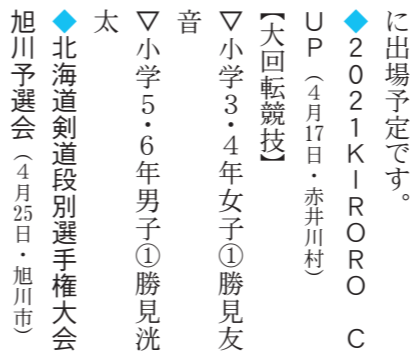 に出場予定です。
◆2021KIRORO C
UP（4月17日・赤井川村）
【大回転競技】
▽小学3・4年女子①勝見友
音
▽小学5・6年男子①勝見洸
太
◆北海道剣道段別選手権大会
旭川予選会（4月25日・旭川市）